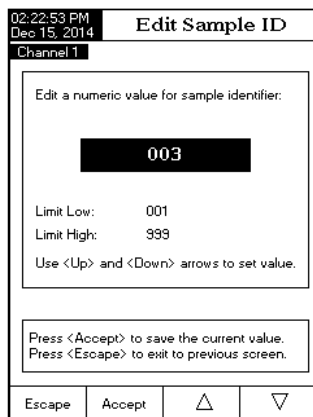 02:22:53 PM
Dec 15, 2014
Edit Sample ID
Channel 1
Edit a numeric value for sample identifier:
003
Limit Low: 001
Limit High: 999
Use <Up> and <Down> arrows to set value.
Press <Accept> to save the current value.
Press <Escape> to exit to previous screen.
Escape Accept △ ▽